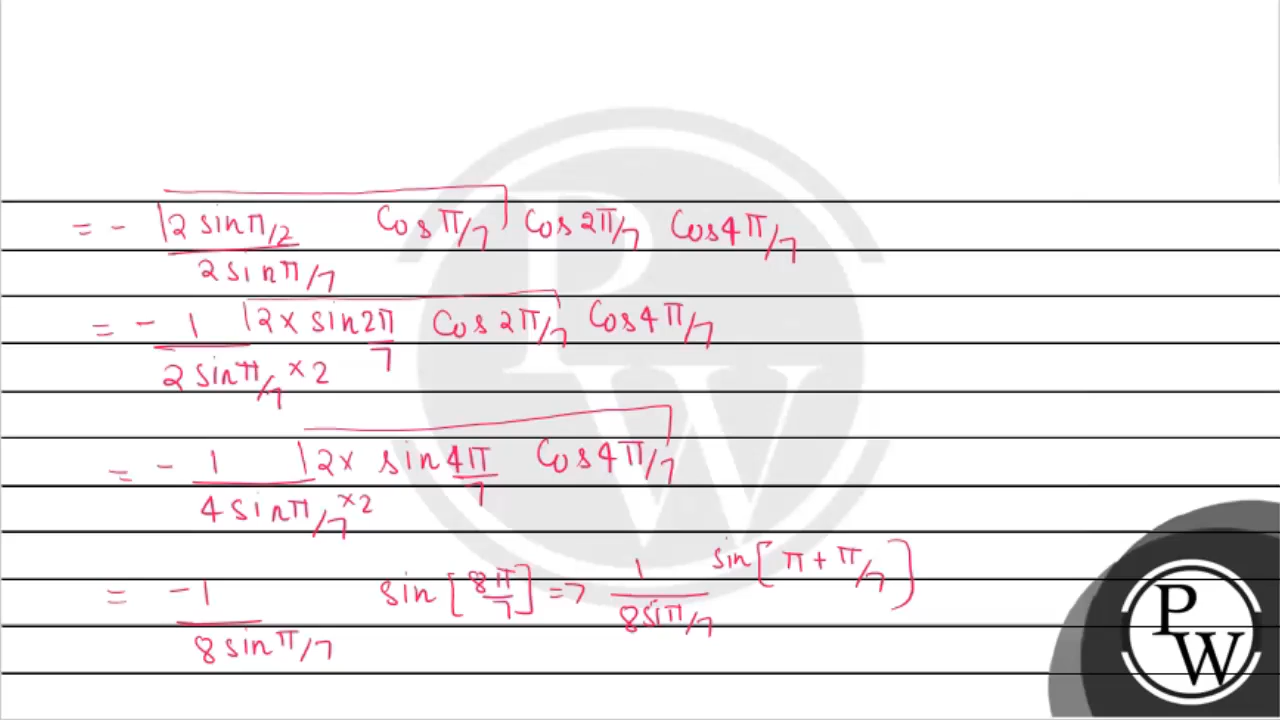 = - 2 sin π/2 / 2 sin π/7 Cos π/7 Cos 2π/7 Cos 4π/7
= - 1 / 2 sin π/7 × 2 2 × sin 2π/7 Cos 2π/7 Cos 4π/7
= - 1 / 4 sin π/7 × 2 2 × sin 4π/7 Cos 4π/7
= -1 / 8 sin π/7 sin [8π/7] => 1 / 8 sin π/7 sin [π + π/7]
PW
PW